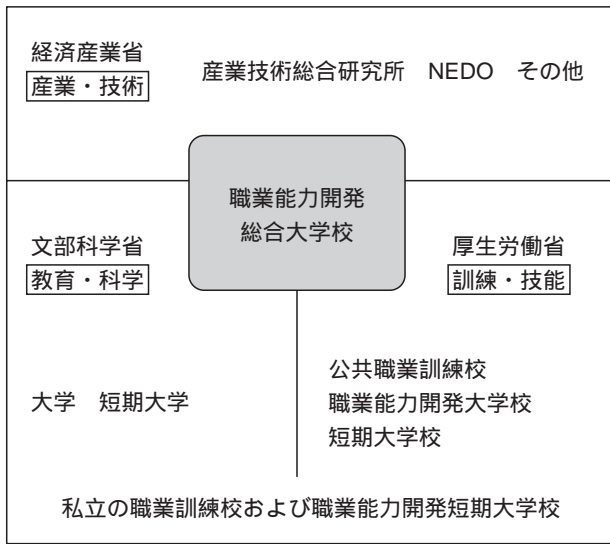 経済産業省
産業・技術
産業技術総合研究所　NEDO　その他
職業能力開発
総合大学校
文部科学省
教育・科学
厚生労働省
訓練・技能
大学　短期大学
公共職業訓練校
職業能力開発大学校
短期大学校
私立の職業訓練校および職業能力開発短期大学校